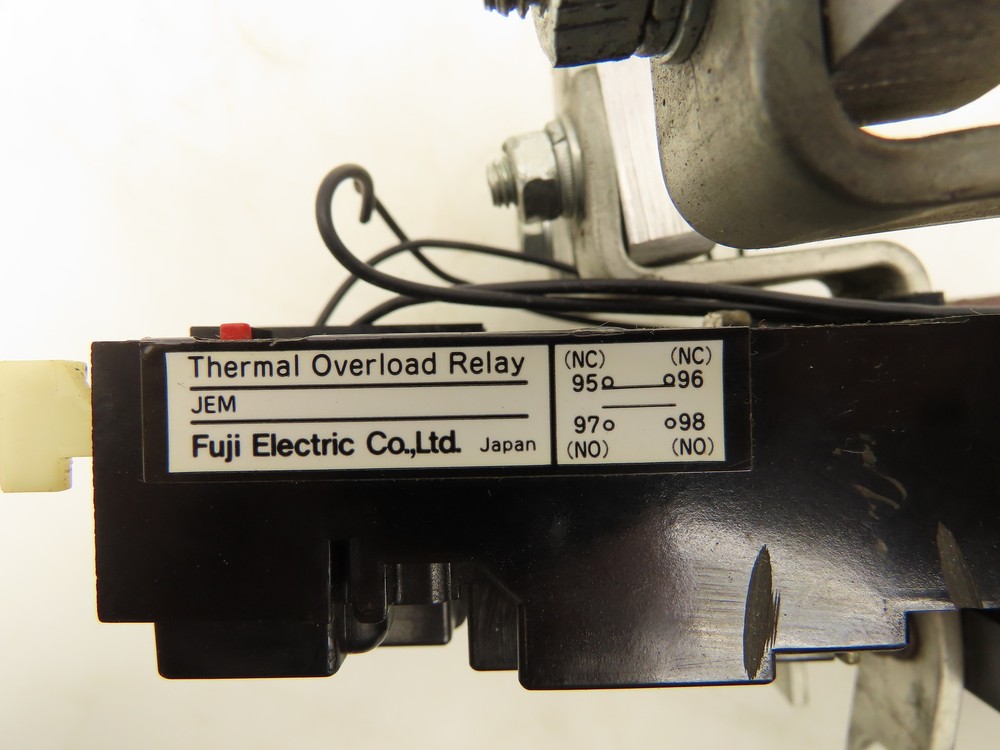 Thermal Overload Relay
JEM
Fuji Electric Co.,Ltd. Japan
(NC) (NC)
95 96
97 98
(NO) (NO)